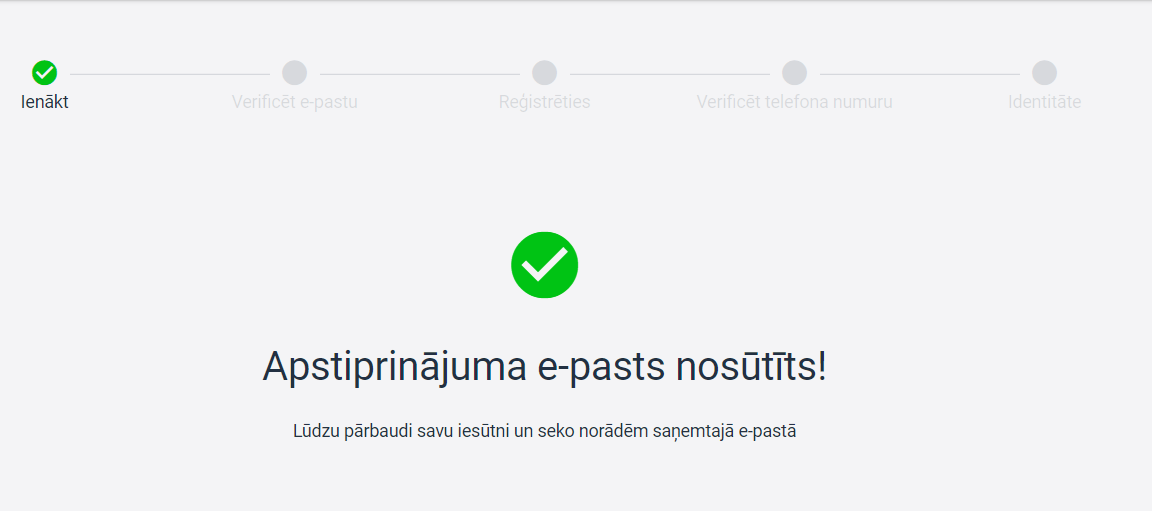 Ienākt
Verificēt e-pastu
Reģistrēties
Verificēt telefona numuru
Identitāte
Apstiprinājuma e-pasts nosūtīts!
Lūdzu pārbaudi savu iesūtni un seko norādēm saņemtajā e-pastā